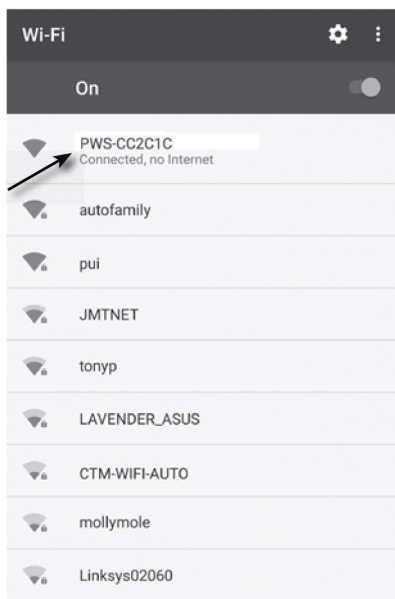 Wi-Fi
On
PWS-CC2C1C
Connected, no Internet
autofamily
pui
JMTNET
tonyp
LAVENDER_ASUS
CTM-WIFI-AUTO
mollymole
Linksys02060